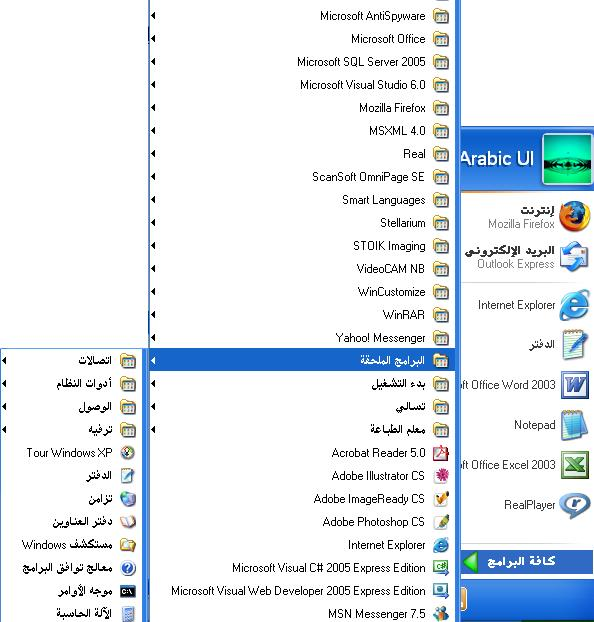 Arabic UI
إنترنت
Mozilla Firefox
البريد الإلكتروني
Outlook Express
Internet Explorer
الدفتر
ft Office Word 2003
Notepad
ft Office Excel 2003
RealPlayer
كافة البرامج
Microsoft AntiSpyware
Microsoft Office
Microsoft SQL Server 2005
Microsoft Visual Studio 6.0
Mozilla Firefox
MSXML 4.0
Real
ScanSoft OmniPage SE
Smart Languages
Stellarium
STOIK Imaging
VideoCAM NB
WinCustomize
WinRAR
Yahoo! Messenger
البرامج الملحقة
بدء التشغيل
تسالي
معلم الطباعة
Acrobat Reader 5.0
Adobe Illustrator CS
Adobe ImageReady CS
Adobe Photoshop CS
Internet Explorer
Microsoft Visual C# 2005 Express Edition
Microsoft Visual Web Developer 2005 Express Edition
MSN Messenger 7.5
اتصالات
أدوات النظام
الوصول
ترفيه
Tour Windows XP
الدفتر
تزامن
دفتر العناوين
مستكشف Windows
معالج توافق البرامج
موجه الأوامر
الآلة الحاسبة